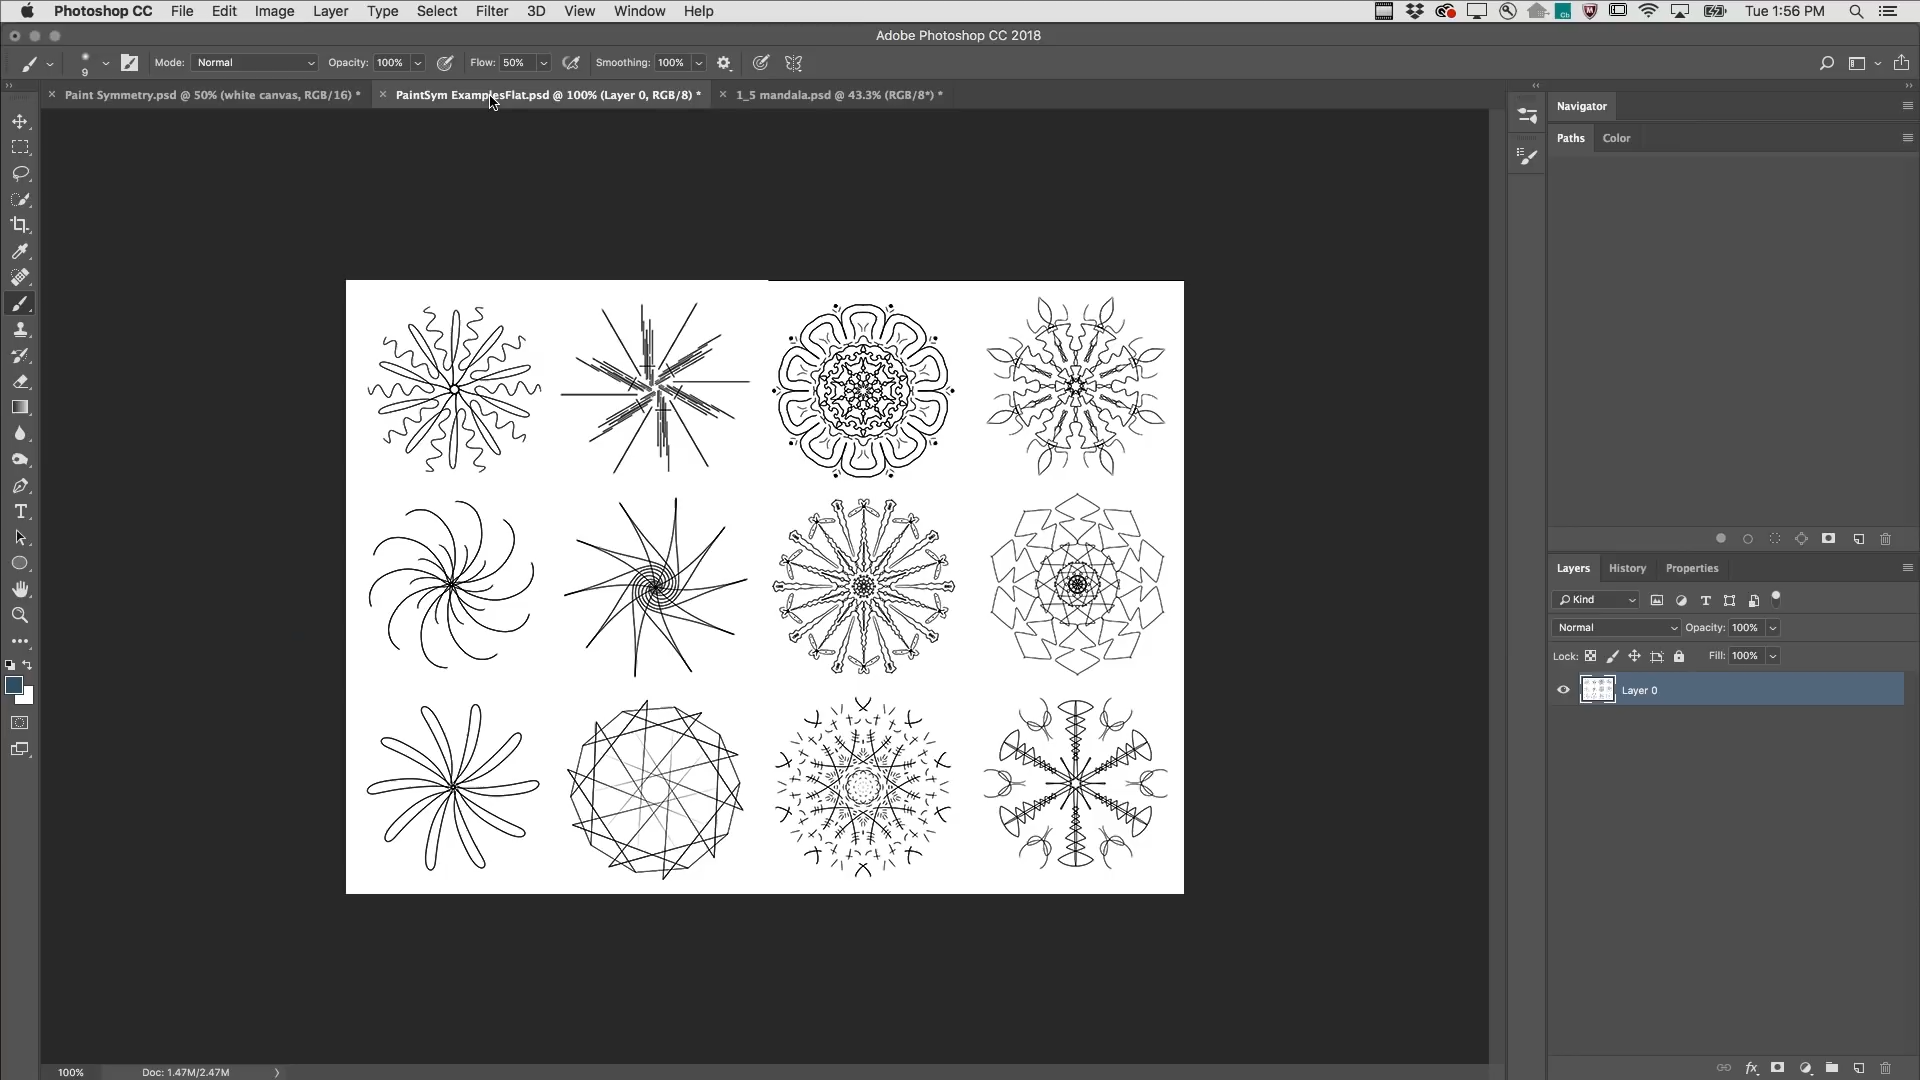 Photoshop CC File Edit Image Layer Type Select Filter 3D View Window Help Tue 1:56 PM
Adobe Photoshop CC 2018
9 Mode: Normal Opacity: 100% Flow: 50% Smoothing: 100%
Paint Symmetry.psd @ 50% (white canvas, RGB/16) * PaintSym ExamplesFlat.psd @ 100% (Layer 0, RGB/8) * 1_5 mandala.psd @ 43.3% (RGB/8*) *
Navigator
Paths Color
Layers History Properties
Kind
Normal Opacity: 100%
Lock: Fill: 100%
Layer 0
100% Doc: 1.47M/2.47M